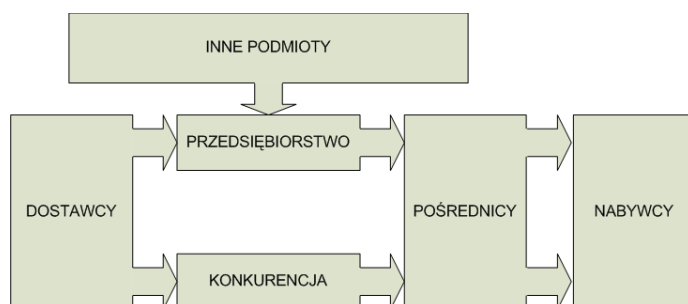 INNE PODMIOTY
PRZEDSIĘBIORSTWO
DOSTAWCY
POŚREDNICY
NABYWCY
KONKURENCJA